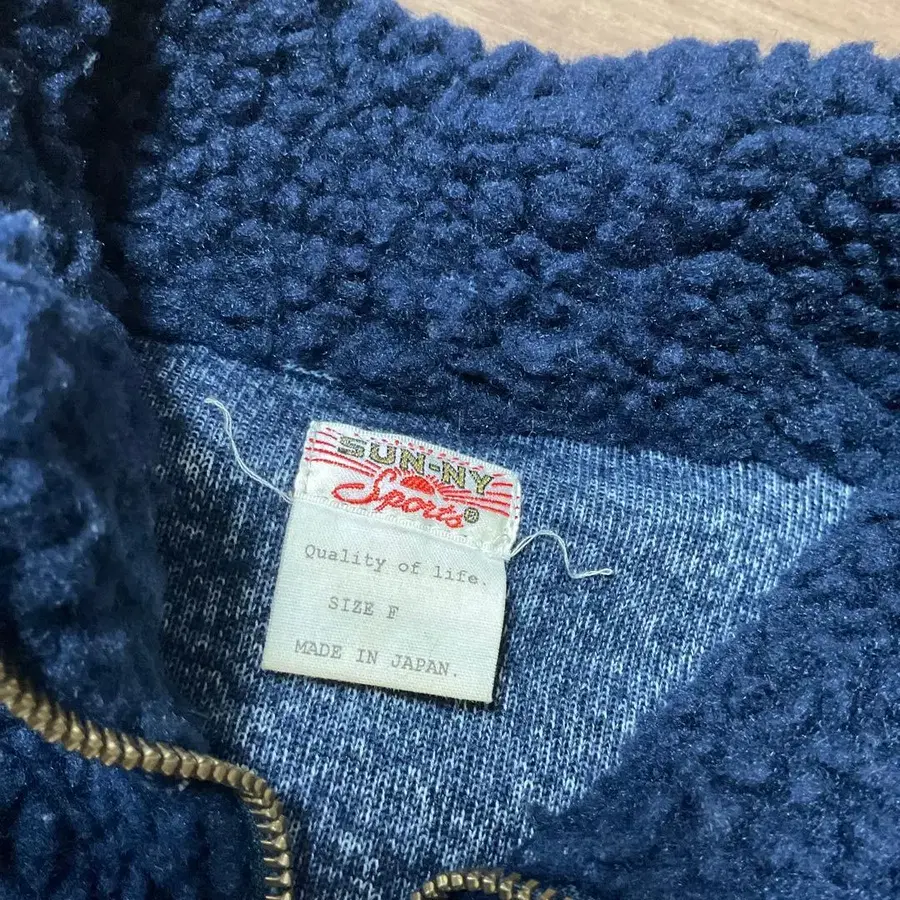 SUN-NY
Sports®
Quality of life.
SIZE F
MADE IN JAPAN.